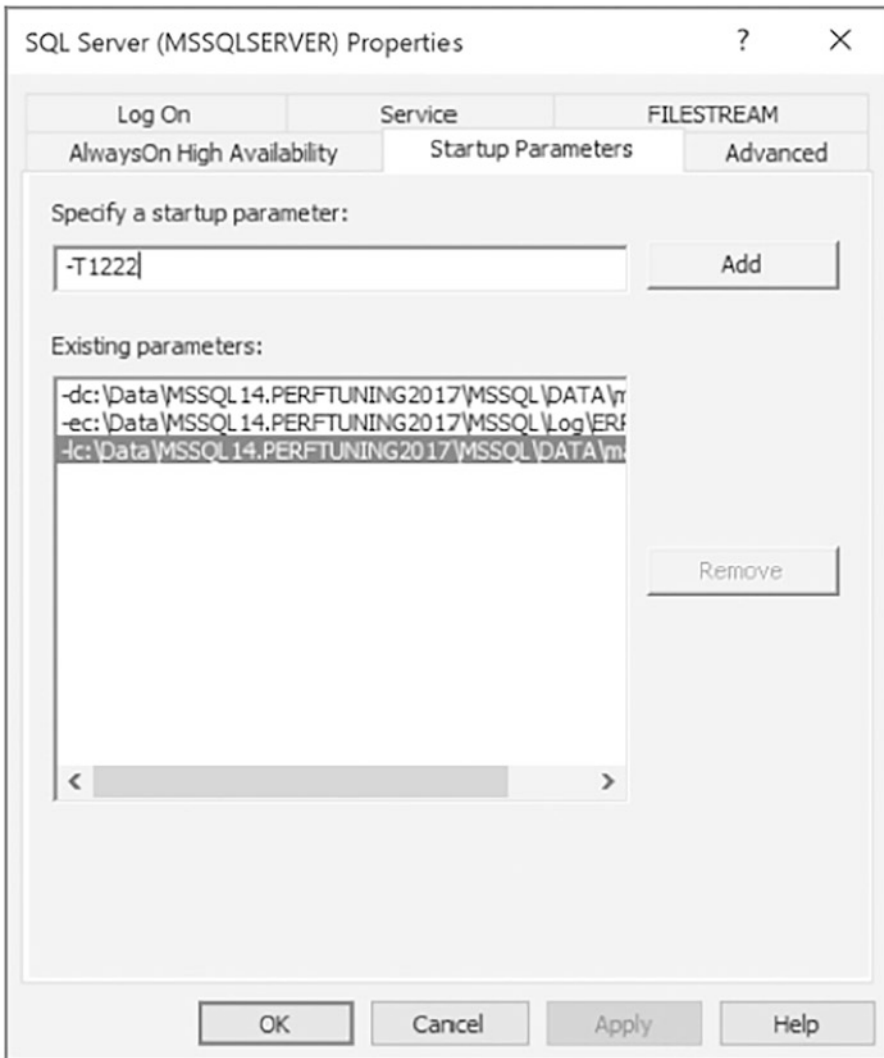 SQL Server (MSSQLSERVER) Properties ? ×
Log On Service FILESTREAM
AlwaysOn High Availability Startup Parameters Advanced
Specify a startup parameter:
-T1222 Add
Existing parameters:
-dc:\Data\MSSQL14.PERFTUNING2017\MSSQL\DATA\m
-ec:\Data\MSSQL14.PERFTUNING2017\MSSQL\Log\ERR
-lc:\Data\MSSQL14.PERFTUNING2017\MSSQL\DATA\ma
Remove
OK Cancel Apply Help